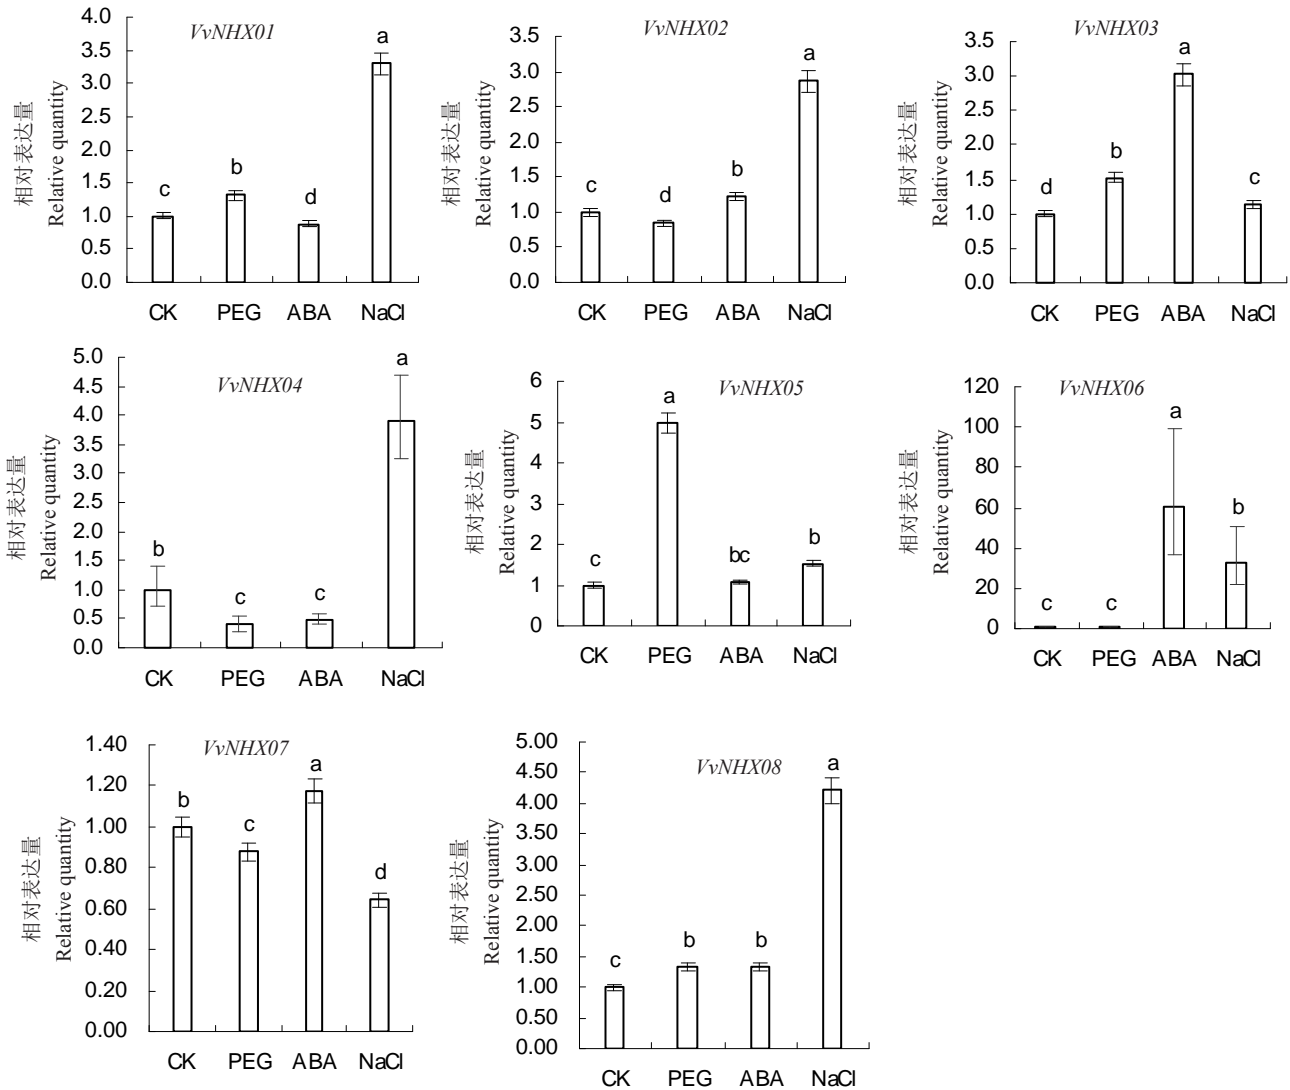 VvNHX01
相对表达量
Relative quantity
4.0
3.5
3.0
2.5
2.0
1.5
1.0
0.5
0.0
c
b
d
a
CK PEG ABA NaCl
VvNHX02
相对表达量
Relative quantity
3.5
3.0
2.5
2.0
1.5
1.0
0.5
0.0
c
d
b
a
CK PEG ABA NaCl
VvNHX03
相对表达量
Relative quantity
3.5
3.0
2.5
2.0
1.5
1.0
0.5
0.0
d
b
a
c
CK PEG ABA NaCl
VvNHX04
相对表达量
Relative quantity
5.0
4.5
4.0
3.5
3.0
2.5
2.0
1.5
1.0
0.5
0.0
b
c
c
a
CK PEG ABA NaCl
VvNHX05
相对表达量
Relative quantity
6
5
4
3
2
1
0
c
a
bc
b
CK PEG ABA NaCl
VvNHX06
相对表达量
Relative quantity
120
100
80
60
40
20
0
c
c
a
b
CK PEG ABA NaCl
VvNHX07
相对表达量
Relative quantity
1.40
1.20
1.00
0.80
0.60
0.40
0.20
0.00
b
c
a
d
CK PEG ABA NaCl
VvNHX08
相对表达量
Relative quantity
5.00
4.50
4.00
3.50
3.00
2.50
2.00
1.50
1.00
0.50
0.00
c
b
b
a
CK PEG ABA NaCl